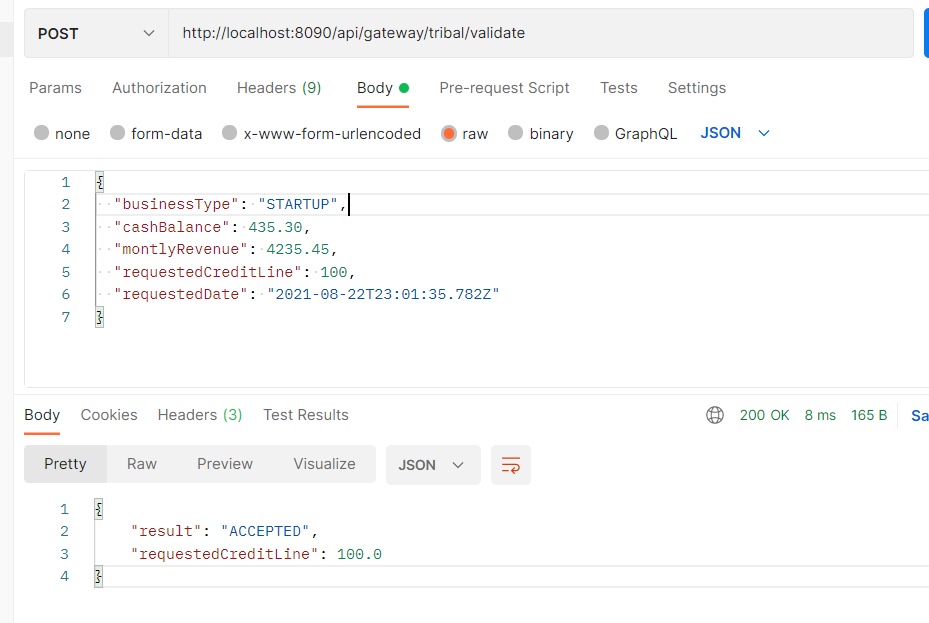 POST http://localhost:8090/api/gateway/tribal/validate
Params Authorization Headers (9) Body Pre-request Script Tests Settings
none form-data x-www-form-urlencoded raw binary GraphQL JSON
1 {
2 "businessType": "STARTUP",
3 "cashBalance": 435.30,
4 "montlyRevenue": 4235.45,
5 "requestedCreditLine": 100,
6 "requestedDate": "2021-08-22T23:01:35.782Z"
7 }
Body Cookies Headers (3) Test Results 200 OK 8 ms 165 B Sa
Pretty Raw Preview Visualize JSON
1 {
2 "result": "ACCEPTED",
3 "requestedCreditLine": 100.0
4 }